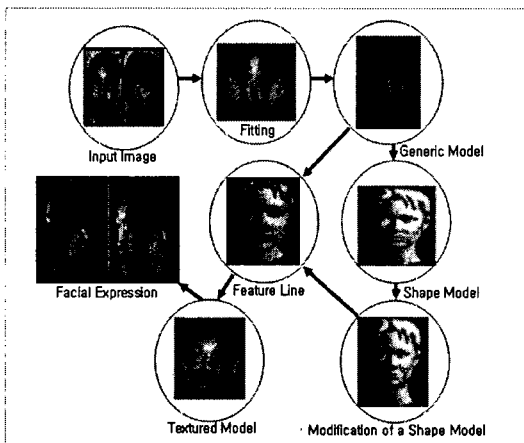 Fitting
Input Image
Generic Model
Facial Expression
Feature Line
Shape Model
Textured Model
Modification of a Shape Model